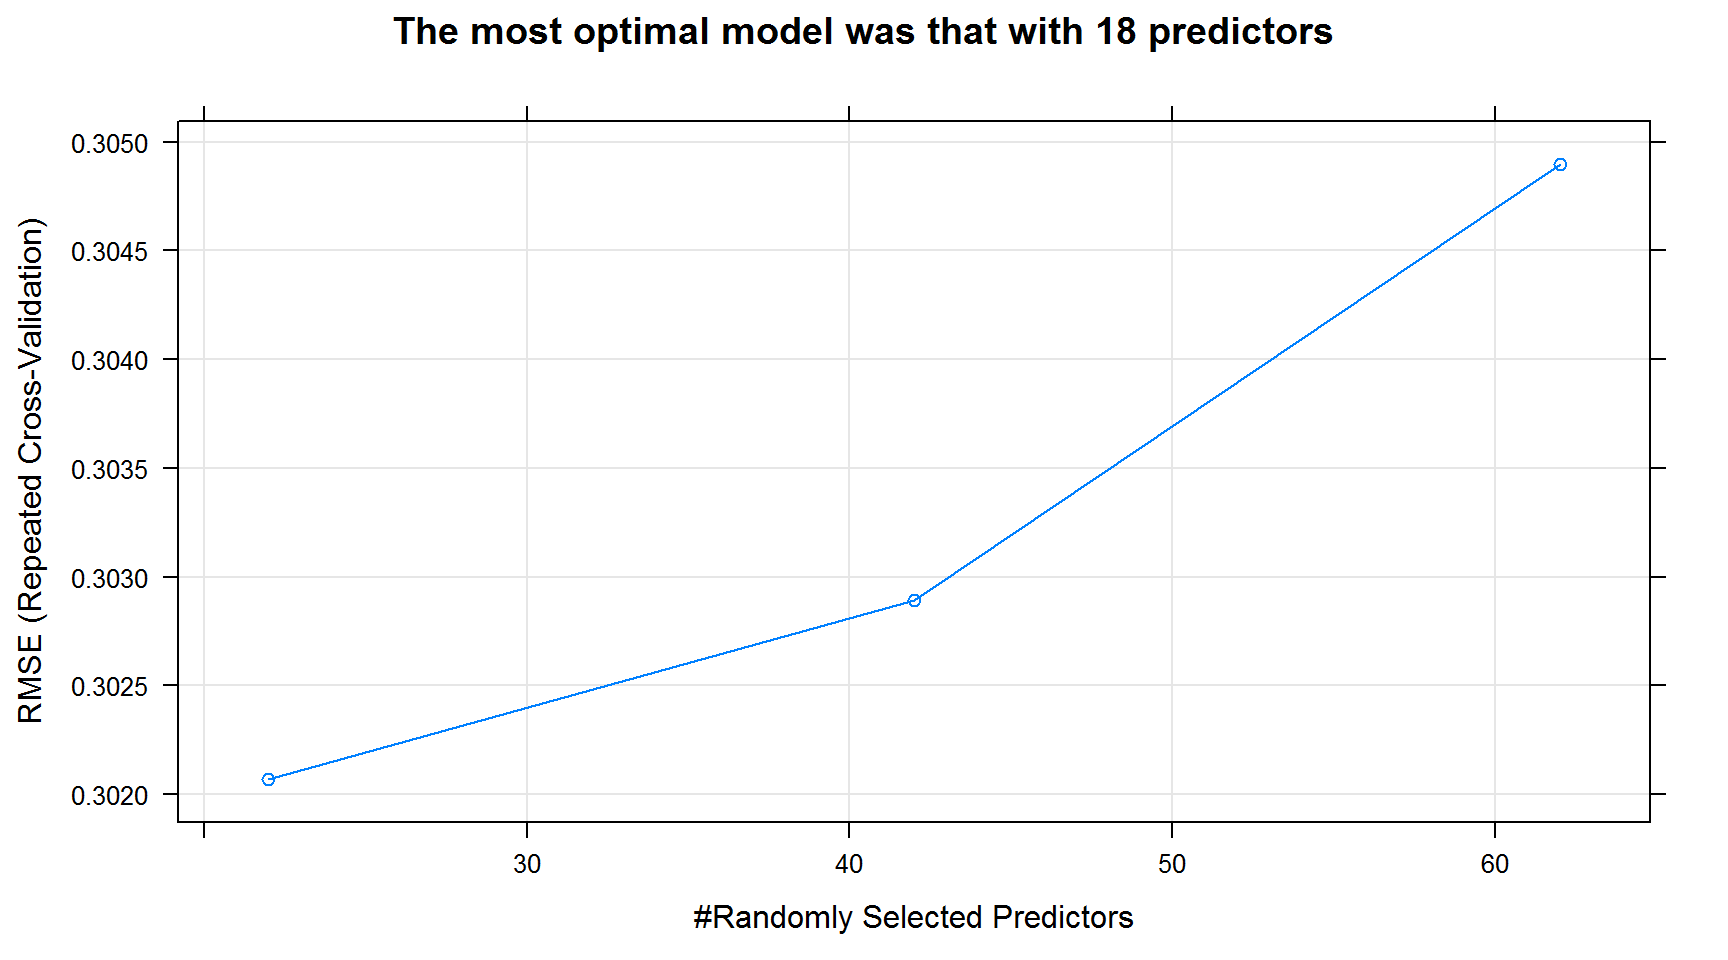 The most optimal model was that with 18 predictors
RMSE (Repeated Cross-Validation)
0.3050
0.3045
0.3040
0.3035
0.3030
0.3025
0.3020
30 40 50 60
#Randomly Selected Predictors